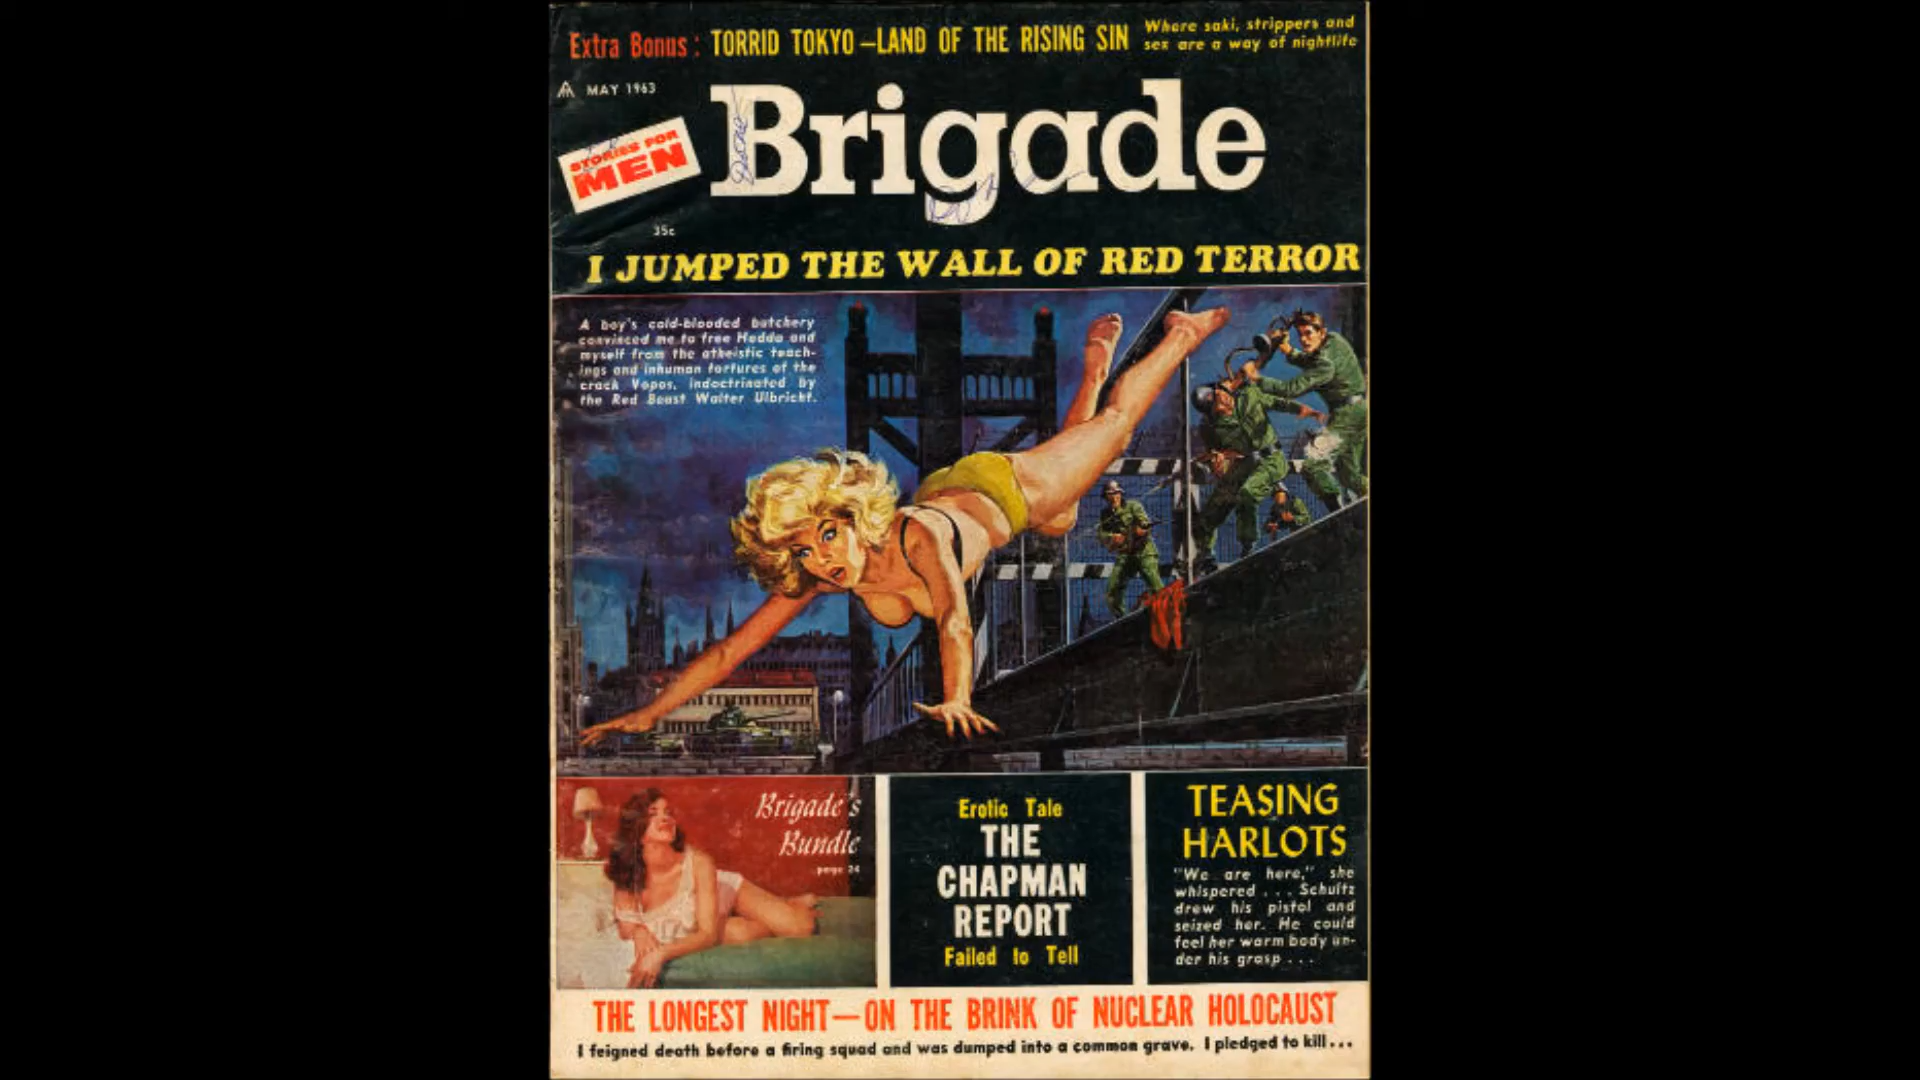 Extra Bonus: TORRID TOKYO—LAND OF THE RISING SIN
Where saki, strippers and
sex are a way of nightlife
MAY 1963
STORIES FOR
MEN
Brigade
35c
I JUMPED THE WALL OF RED TERROR
A boy's cold-blooded butchery
convinced me to free Hedda and
myself from the atheistic teach-
ings and inhuman tortures of the
crack Vopos, indoctrinated by
the Red Beast Walter Ulbricht.
Brigade's
Bundle
page 24
Erotic Tale
THE
CHAPMAN
REPORT
Failed to Tell
TEASING
HARLOTS
"We are here," she
whispered . . . Schultz
drew his pistol and
seized her. He could
feel her warm body un-
der his grasp . . .
THE LONGEST NIGHT—ON THE BRINK OF NUCLEAR HOLOCAUST
I feigned death before a firing squad and was dumped into a common grave. I pledged to kill...